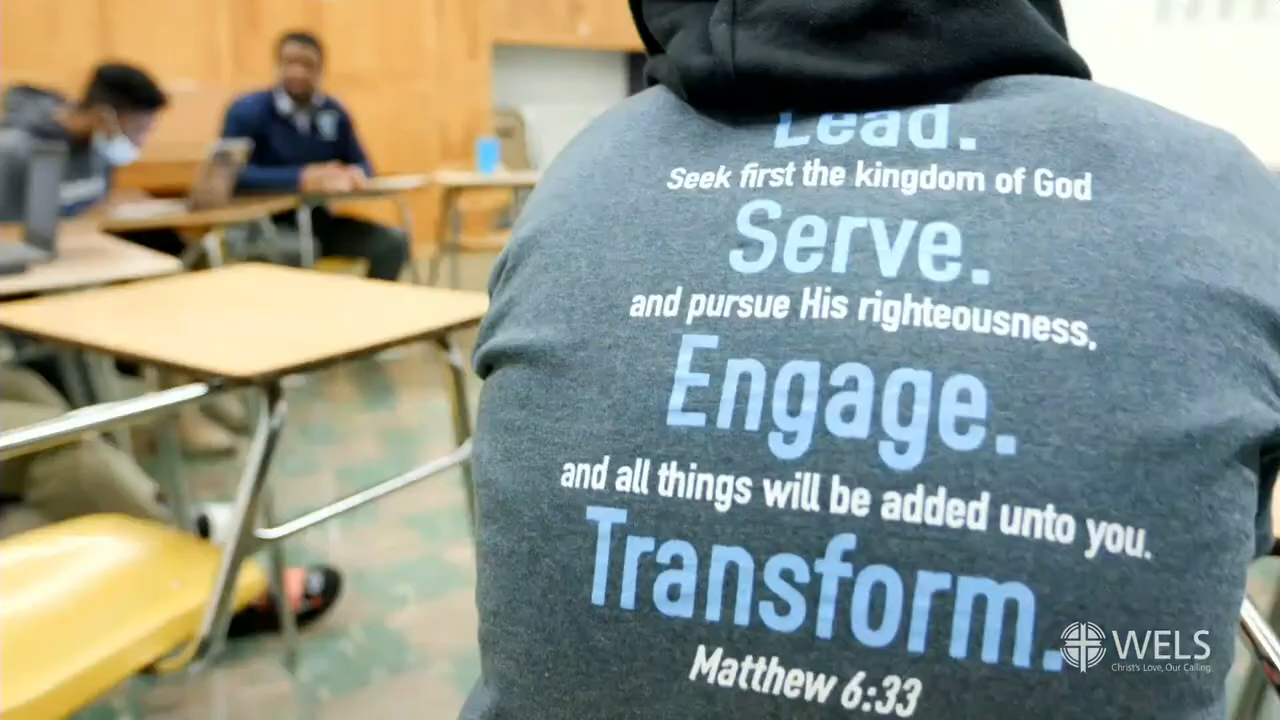 Lead.
Seek first the kingdom of God
Serve.
and pursue His righteousness,
Engage.
and all things will be added unto you.
Transform.
Matthew 6:33
WELS
Christ's Love, Our Calling.